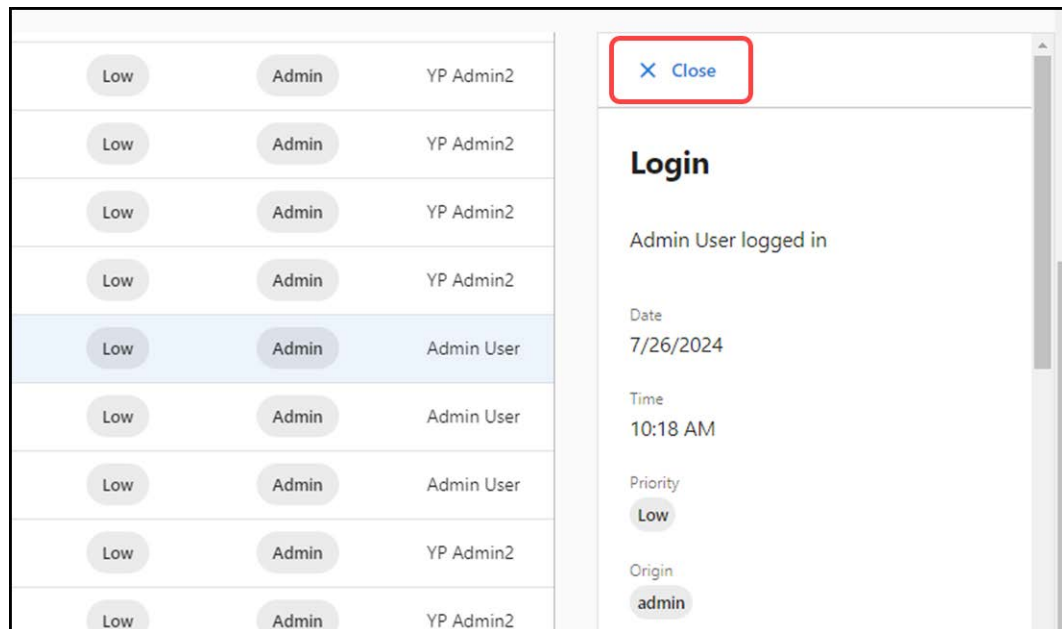 Low Admin YP Admin2
Low Admin YP Admin2
Low Admin YP Admin2
Low Admin YP Admin2
Low Admin Admin User
Low Admin Admin User
Low Admin Admin User
Low Admin YP Admin2
Low Admin YP Admin2
Close
Login
Admin User logged in
Date
7/26/2024
Time
10:18 AM
Priority
Low
Origin
admin